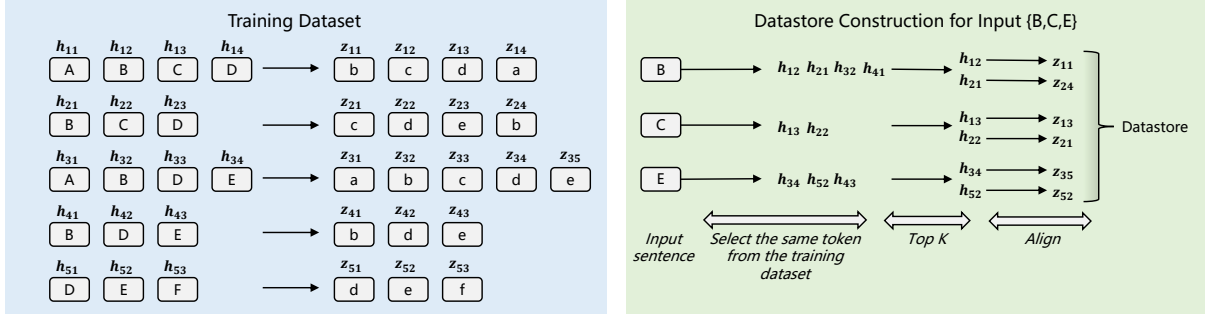 Training Dataset
h11 h12 h13 h14 z11 z12 z13 z14
A B C D b c d a
h21 h22 h23 z21 z22 z23 z24
B C D c d e b
h31 h32 h33 h34 z31 z32 z33 z34 z35
A B D E a b c d e
h41 h42 h43 z41 z42 z43
B D E b d e
h51 h52 h53 z51 z52 z53
D E F d e f
Datastore Construction for Input {B,C,E}
B h12 h21 h32 h41 h12 z11
h21 z24
C h13 h22 h13 z13
h22 z21
Datastore
E h34 h52 h43 h34 z35
h52 z52
Input sentence
Select the same token
from the training
dataset
Top K
Align